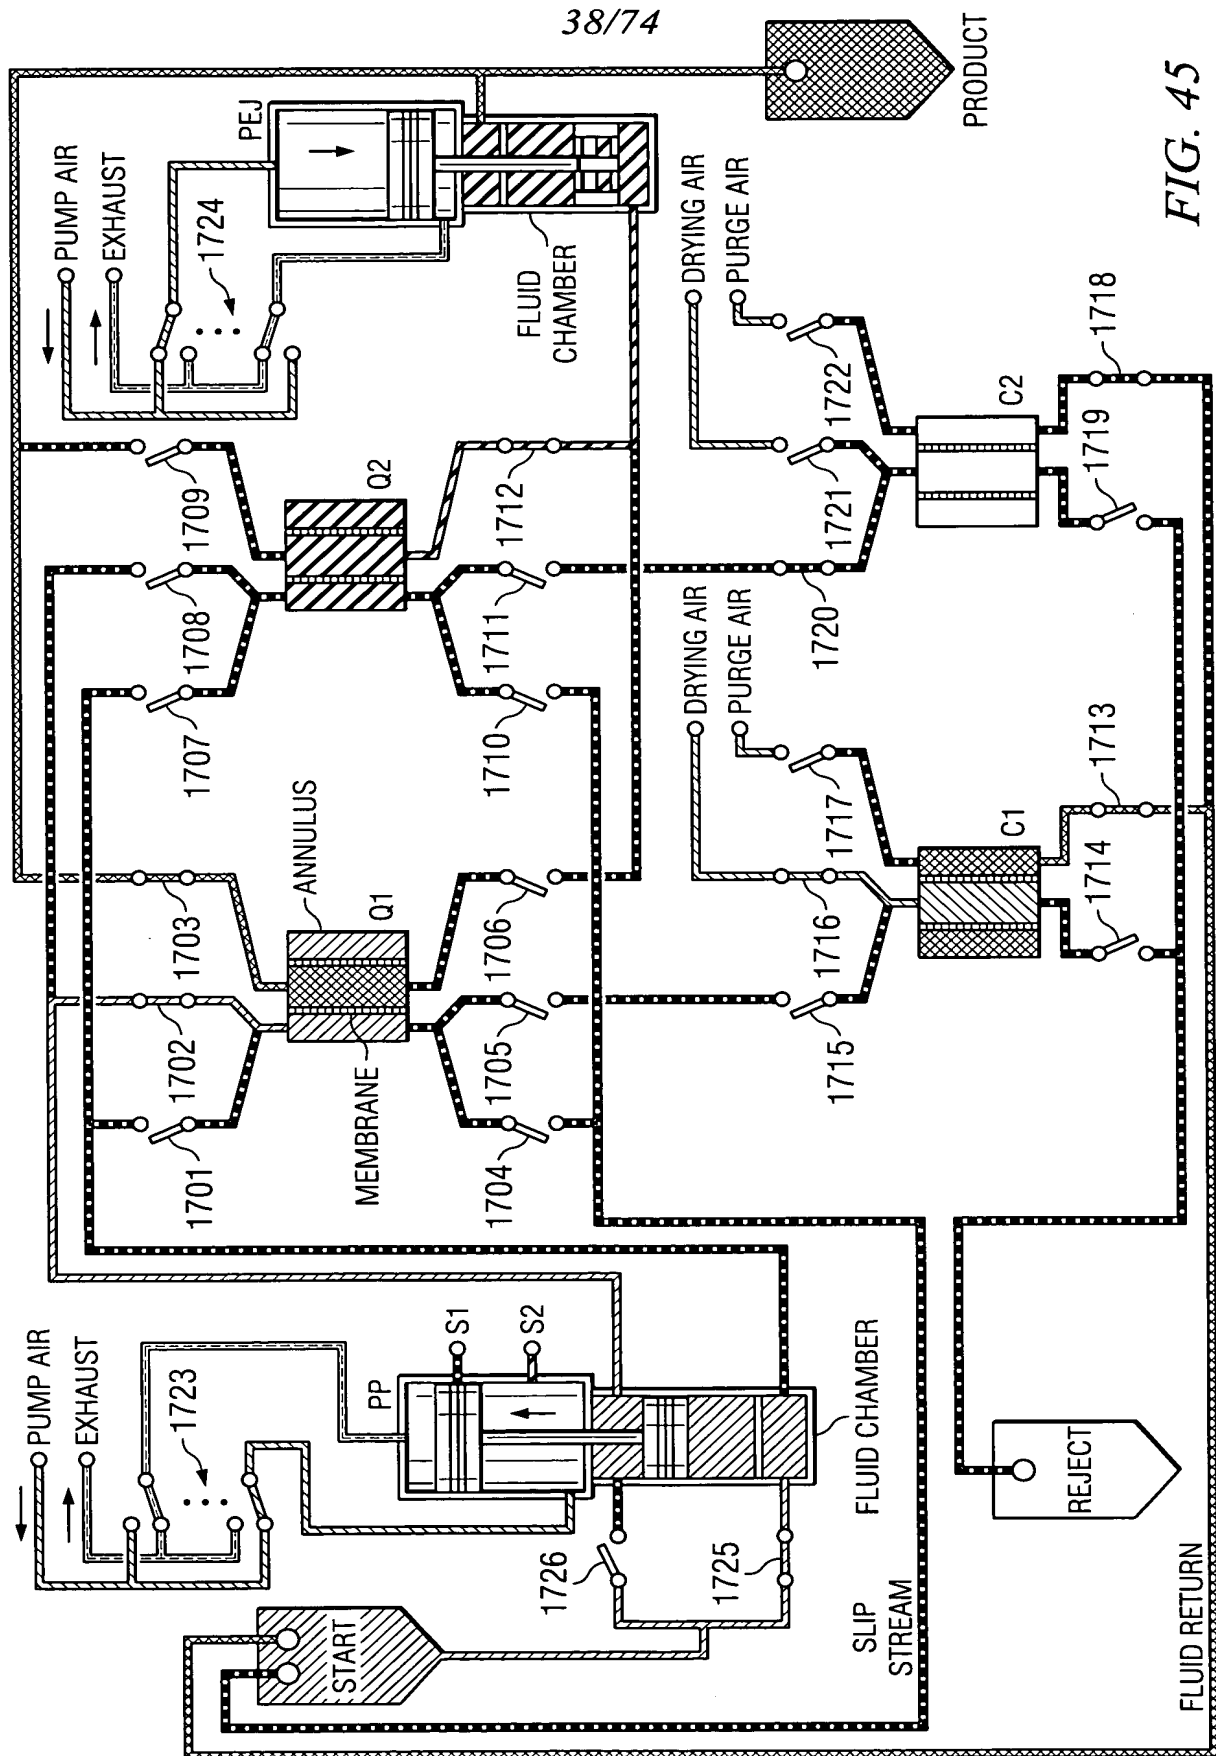 38/74
PUMP AIR
EXHAUST
1723
PP
S1
S2
START
1726
1725
FLUID CHAMBER
SLIP
STREAM
REJECT
FLUID RETURN
PUMP AIR
EXHAUST
1724
PEJ
FLUID
CHAMBER
1701
1702
1703
ANNULUS
MEMBRANE
Q1
1704
1705
1706
1707
1708
1709
Q2
1710
1711
1712
DRYING AIR
PURGE AIR
1715
1716
1717
C1
1714
1713
DRYING AIR
PURGE AIR
1720
1721
1722
C2
1719
1718
PRODUCT
FIG. 45